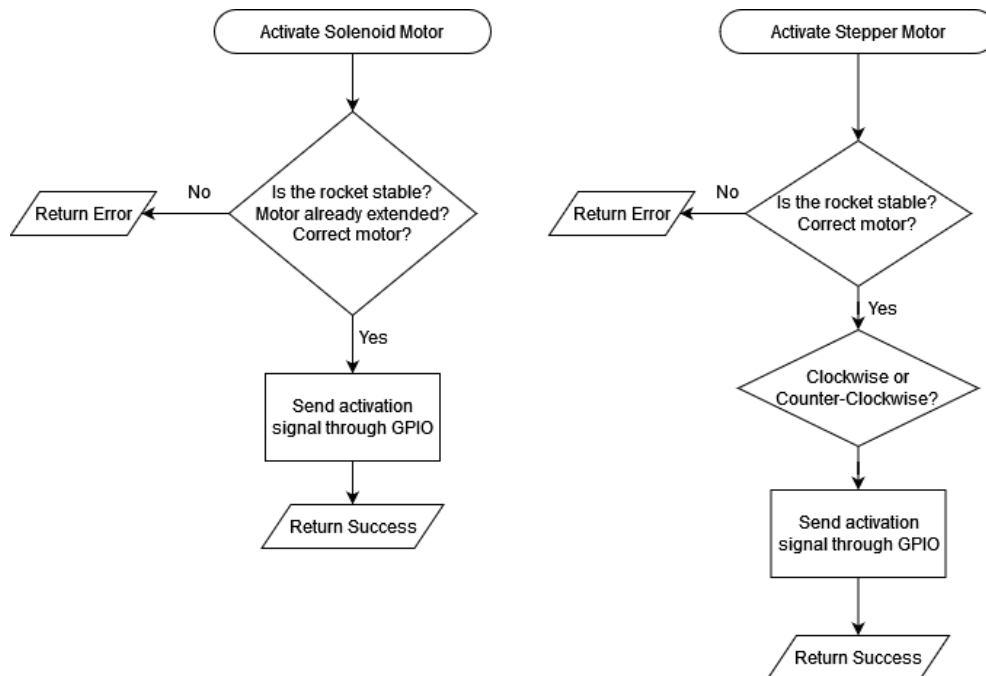 Activate Solenoid Motor
Is the rocket stable?
Motor already extended?
Correct motor?
No
Return Error
Yes
Send activation
signal through GPIO
Return Success
Activate Stepper Motor
Is the rocket stable?
Correct motor?
No
Return Error
Yes
Clockwise or
Counter-Clockwise?
Send activation
signal through GPIO
Return Success